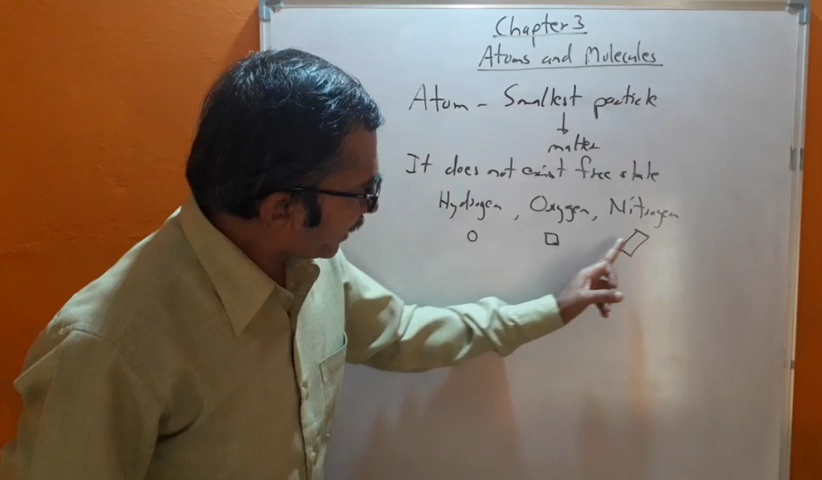 Chapter 3
Atoms and Molecules
Atom - Smallest particle
matter
It does not exist free state
Hydrogen, Oxygen, Nitrogen